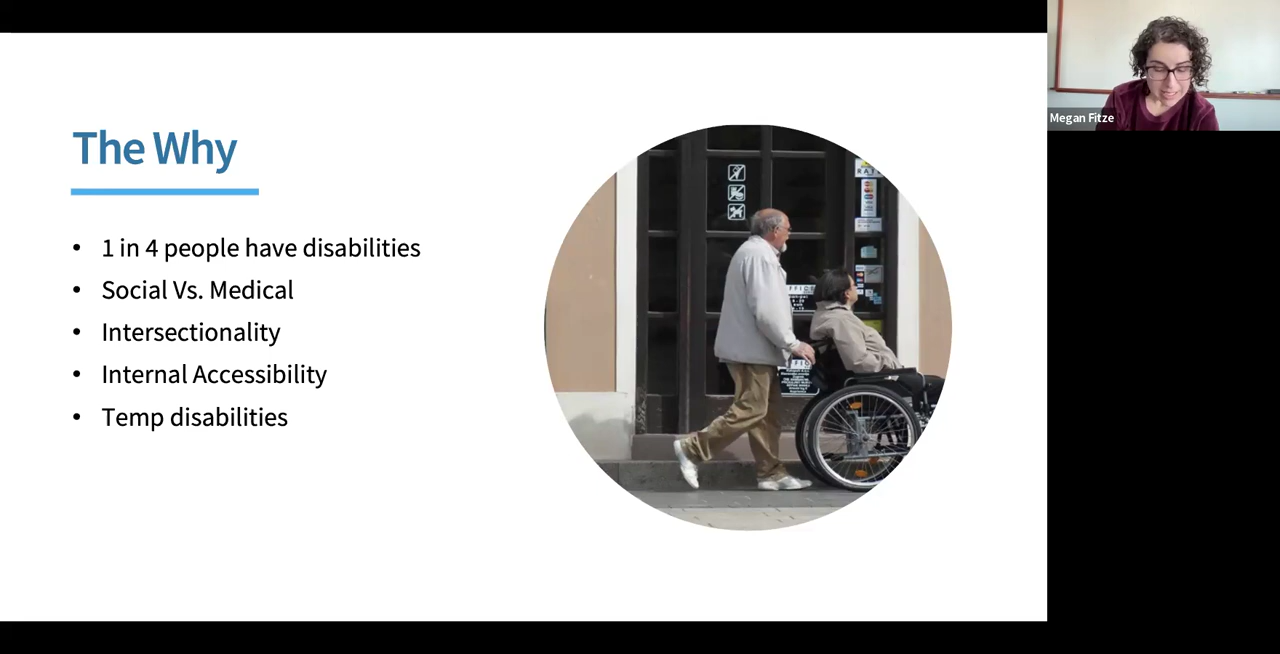 The Why
• 1 in 4 people have disabilities
• Social Vs. Medical
• Intersectionality
• Internal Accessibility
• Temp disabilities
Megan Fitze